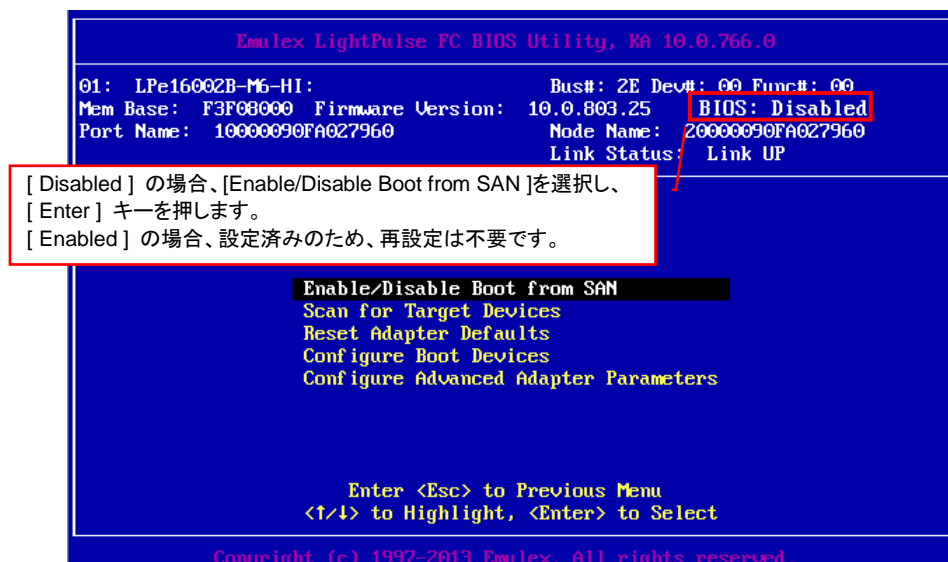 Emulex LightPulse FC BIOS Utility, KA 10.0.766.0
01: LPe16002B-M6-HI: Bus#: 2E Dev#: 00 Func#: 00
Mem Base: F3F08000 Firmware Version: 10.0.803.25 BIOS: Disabled
Port Name: 10000090FA027960 Node Name: 20000090FA027960
Link Status: Link UP
[ Disabled ] の場合、[Enable/Disable Boot from SAN ]を選択し、
[ Enter ] キーを押します。
[ Enabled ] の場合、設定済みのため、再設定は不要です。
Enable/Disable Boot from SAN
Scan for Target Devices
Reset Adapter Defaults
Configure Boot Devices
Configure Advanced Adapter Parameters
Enter <Esc> to Previous Menu
<↑/↓> to Highlight, <Enter> to Select
Copyright (c) 1997-2013 Emulex. All rights reserved.